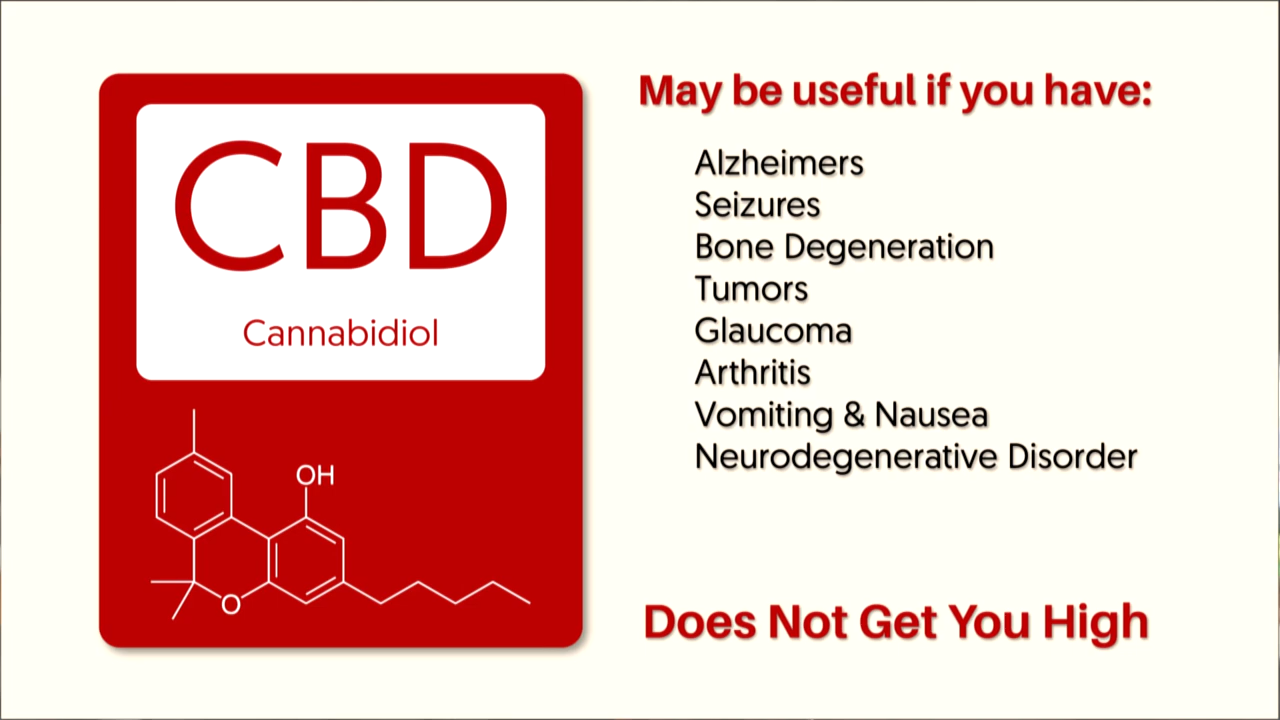 CBD
Cannabidiol
OH
O
May be useful if you have:
Alzheimers
Seizures
Bone Degeneration
Tumors
Glaucoma
Arthritis
Vomiting & Nausea
Neurodegenerative Disorder
Does Not Get You High